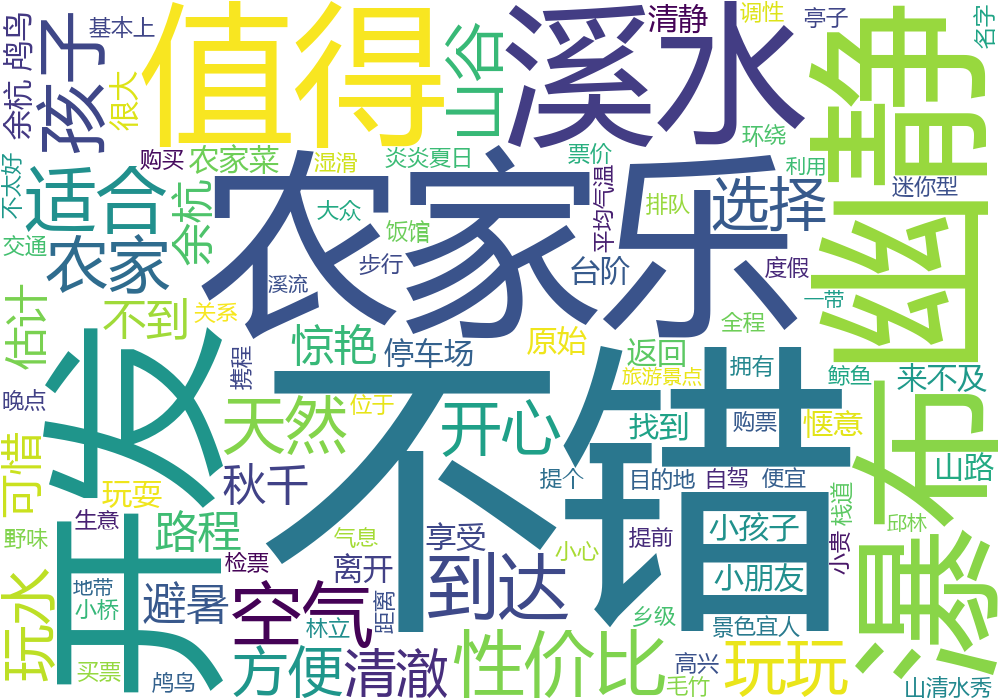 值得
溪水
幽静
农家乐
不错
开发
瀑布
孩子
余杭
鸬鸟
基本上
很大
山谷
清静
调性
亭子
名字
购买
农家菜
湿滑
炎炎夏日
票价
环绕
利用
迷你型
不太好
适合
余杭
大众
饭馆
平均气温
排队
选择
交通
农家
步行
溪流
台阶
度假
一带
估计
不到
关系
惊艳
停车场
原始
全程
返回
携程
旅游景点
拥有
鲸鱼
来不及
晚点
天然
位于
开心
找到
购票
惬意
可惜
秋千
提个
目的地
自驾
便宜
山路
玩耍
生意
野味
路程
气息
享受
提前
小孩子
栈道
邱林
小心
小贵
检票
离开
到达
小朋友
地带
小桥
避暑
空气
距离
林立
乡级
景色宜人
玩水
买票
鸬鸟
方便
清澈
性价比
高兴
毛竹
玩玩
山清水秀